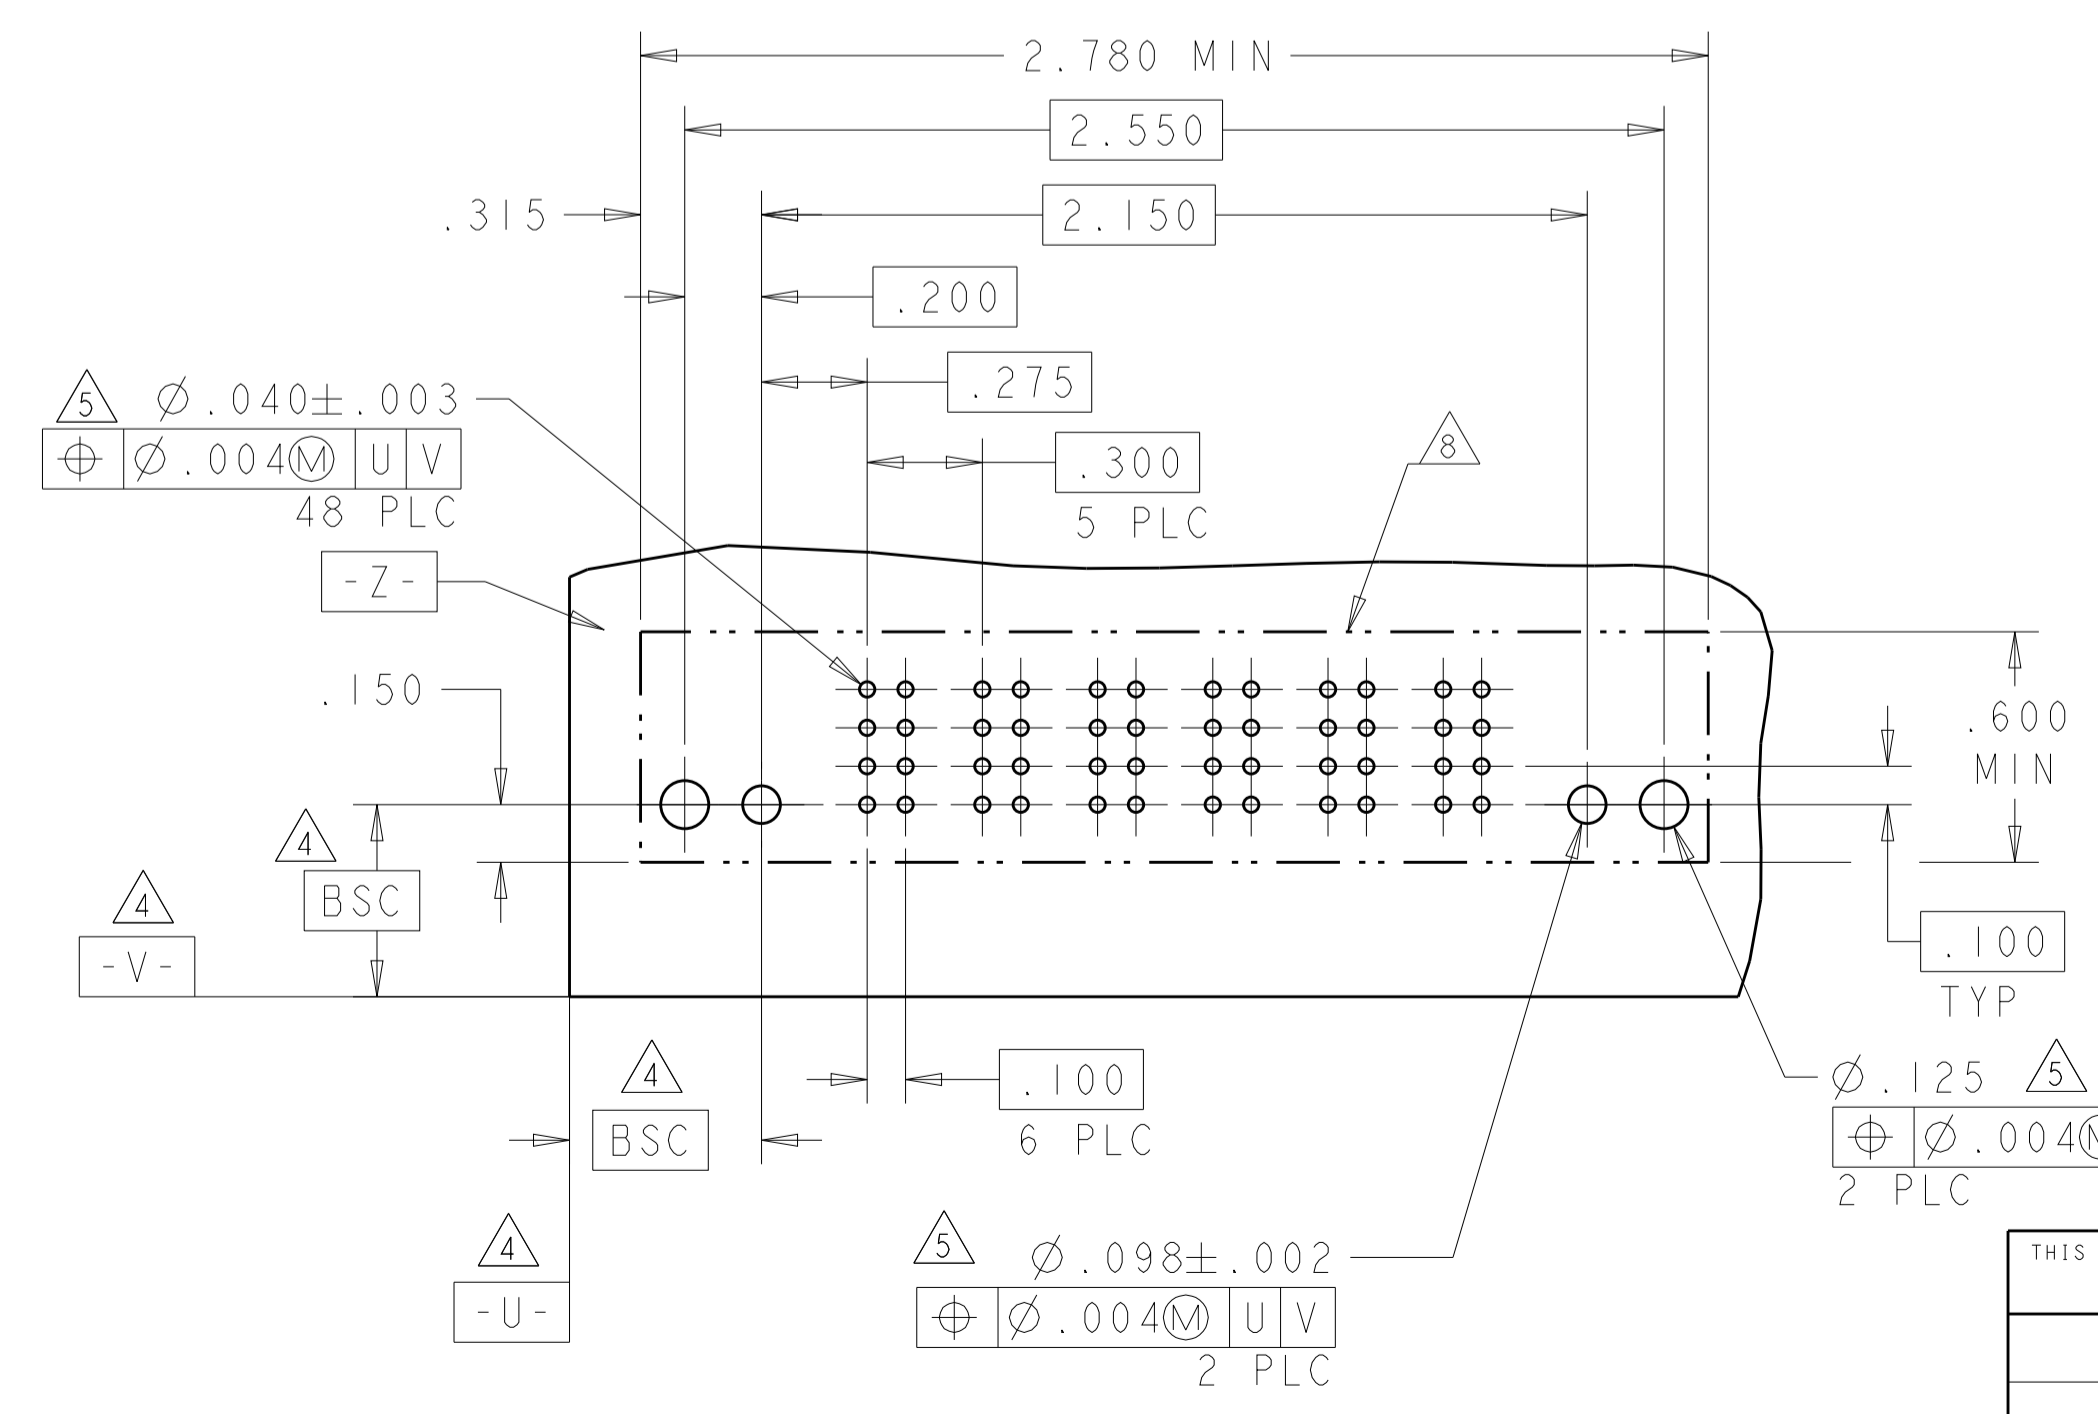 2.780 MIN
2.550
.315
2.150
.200
.275
5 Ø.040±.003
⌖ Ø.004Ⓜ U V
48 PLC
.300
5 PLC
8
-Z-
.150
.600
MIN
4
BSC
4
-V-
.100
TYP
4
BSC
.100
6 PLC
Ø.125 5
⌖ Ø.004Ⓜ
2 PLC
4
-U-
5 Ø.098±.002
⌖ Ø.004Ⓜ U V
2 PLC
THIS